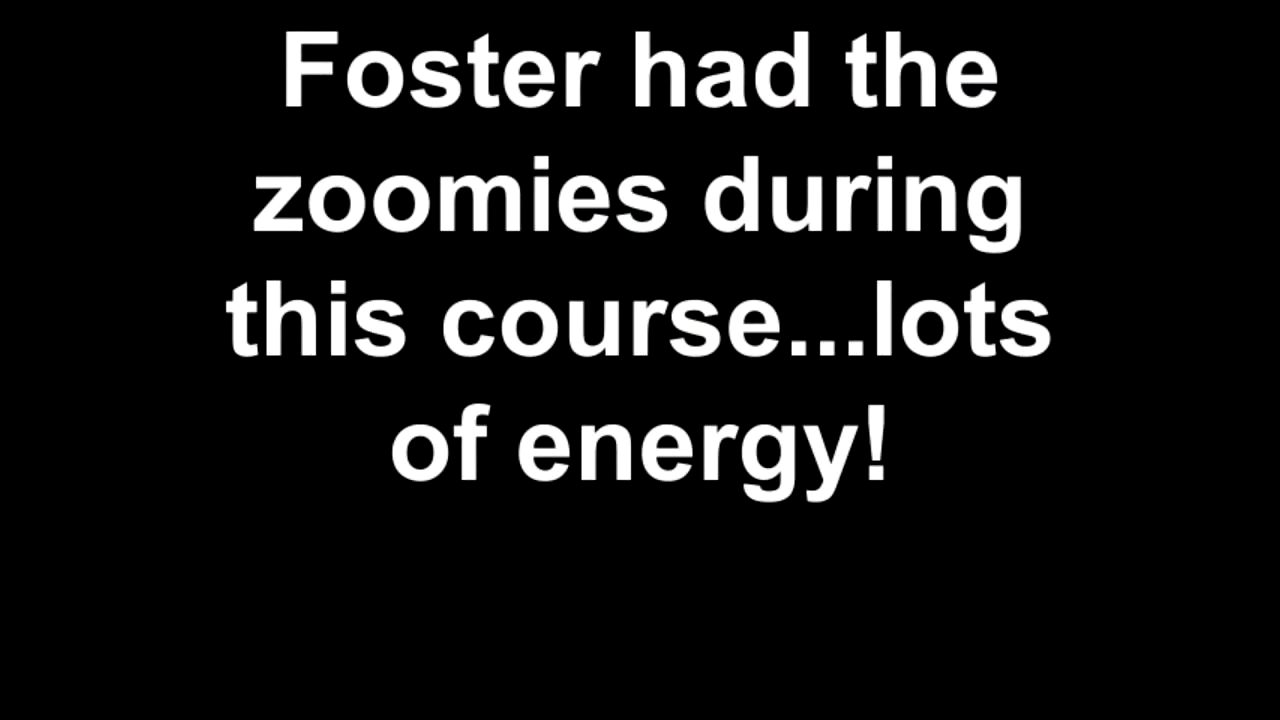 Foster had the
zoomies during
this course...lots
of energy!